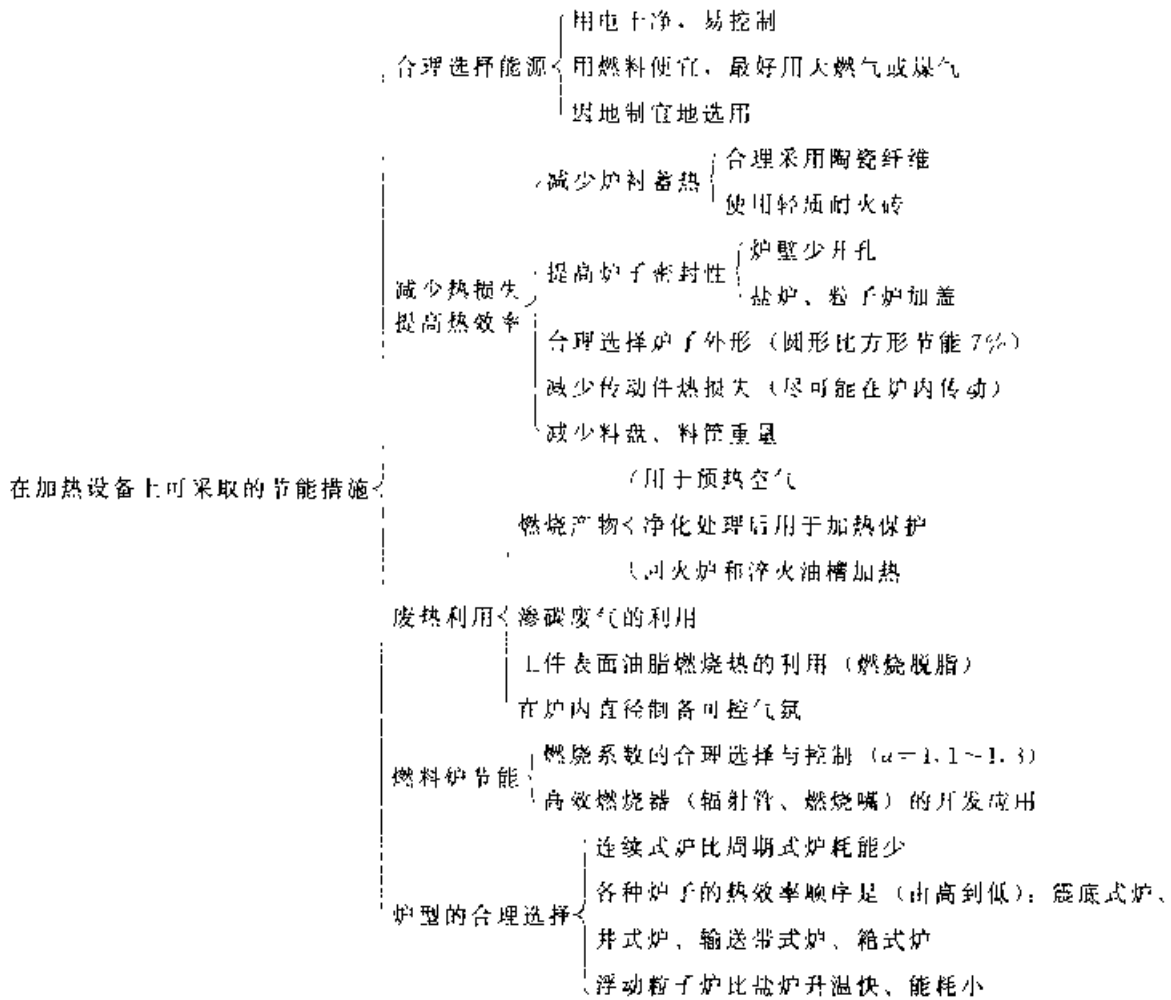 用电干净、易控制
合理选择能源
用燃料便宜，最好用天燃气或煤气
因地制宜地选用
合理采用陶瓷纤维
减少炉衬蓄热
使用轻质耐火砖
炉壁少开孔
提高炉子密封性
盐炉、粒子炉加盖
减少热损失
提高热效率
合理选择炉子外形（圆形比方形节能7%）
减少传动件热损失（尽可能在炉内传动）
减少料盘、料筐重量
在加热设备上可采取的节能措施
用于预热空气
燃烧产物
净化处理后用于加热保护
回火炉和淬火油槽加热
废热利用
渗碳废气的利用
工件表面油脂燃烧热的利用（燃烧脱脂）
在炉内直径制备可控气氛
燃料炉节能
燃烧系数的合理选择与控制（α=1.1~1.3）
高效燃烧器（辐射管、燃烧嘴）的开发应用
连续式炉比周期式炉耗能少
炉型的合理选择
各种炉子的热效率顺序是（由高到低）：震底式炉、
井式炉、输送带式炉、箱式炉
浮动粒子炉比盐炉升温快、能耗小